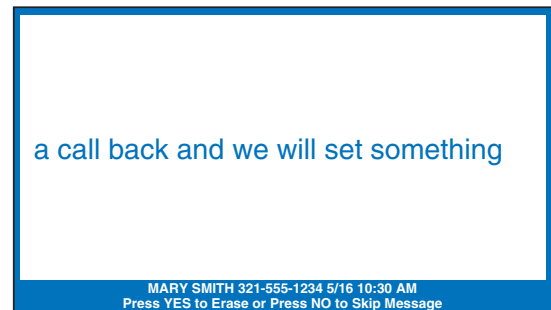 a call back and we will set something
MARY SMITH 321-555-1234 5/16 10:30 AM
Press YES to Erase or Press NO to Skip Message